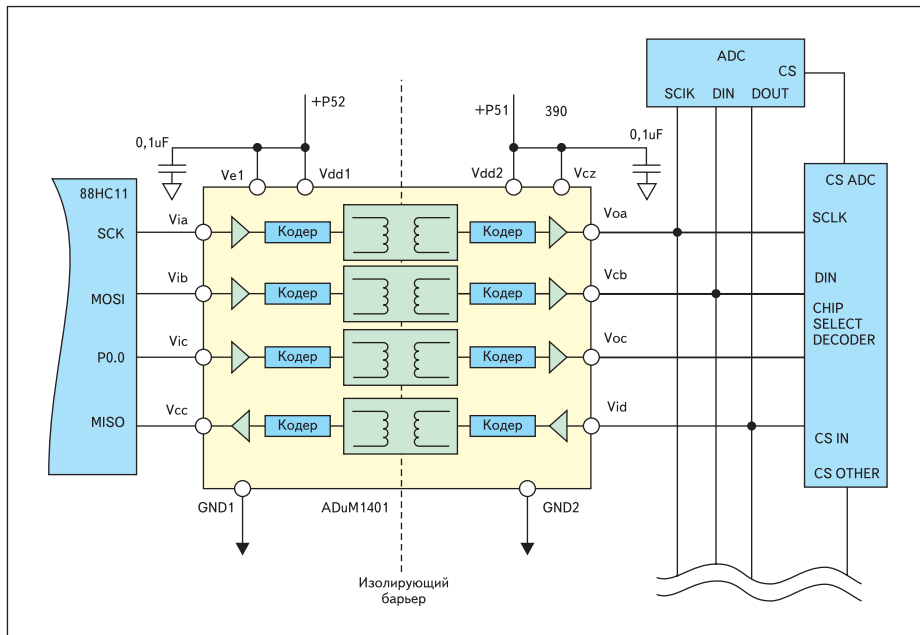 ADC
CS
SCIK DIN DOUT
+P52
+P51
390
0,1uF
0,1uF
Ve1
Vdd1
Vdd2
Vcz
88HC11
SCK
MOSI
P0.0
MISO
Via
Vib
Vic
Vcc
Кодер
Кодер
Кодер
Кодер
Кодер
Кодер
Кодер
Кодер
Voa
Vcb
Voc
Vid
CS ADC
SCLK
DIN
CHIP
SELECT
DECODER
CS IN
CS OTHER
GND1
ADuM1401
GND2
Изолирующий
барьер